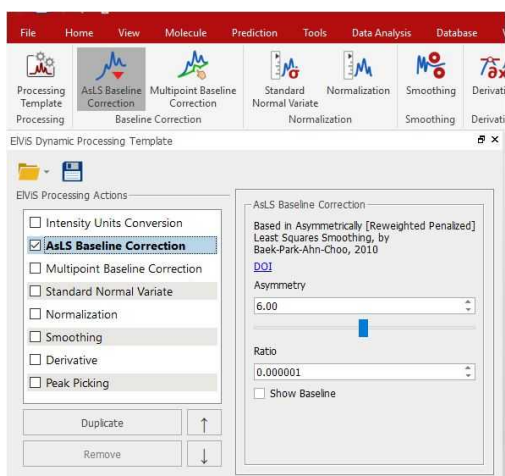 File Home View Molecule Prediction Tools Data Analysis Database
Processing Template
AsLS Baseline Correction
Multipoint Baseline Correction
Standard Normal Variate
Normalization
Smoothing
Processing
Baseline Correction
Normalization
Smoothing
ElViS Dynamic Processing Template
ElViS Processing Actions
Intensity Units Conversion
AsLS Baseline Correction
Multipoint Baseline Correction
Standard Normal Variate
Normalization
Smoothing
Derivative
Peak Picking
Duplicate
Remove
AsLS Baseline Correction
Based in Asymmetrically [Reweighted Penalized]
Least Squares Smoothing, by
Baek-Park-Ahn-Choo, 2010
DOI
Asymmetry
6.00
Ratio
0.000001
Show Baseline